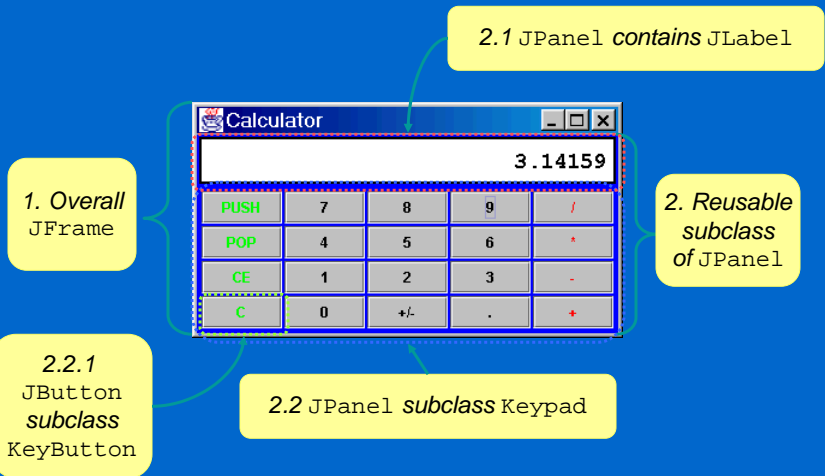 2.1 JPanel contains JLabel
Calculator
3.14159
1. Overall
JFrame
2. Reusable
subclass
of JPanel
PUSH 7 8 9 /
POP 4 5 6 *
CE 1 2 3 -
C 0 +/- . +
2.2.1
JButton
subclass
KeyButton
2.2 JPanel subclass Keypad